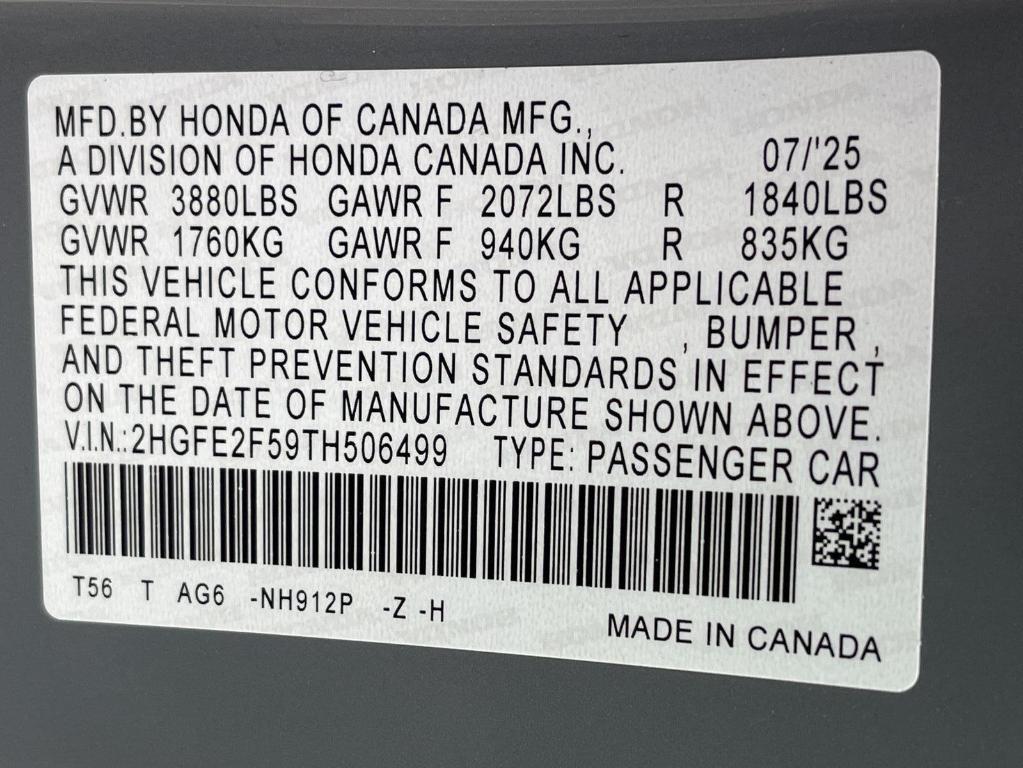 MFD.BY HONDA OF CANADA MFG.,
A DIVISION OF HONDA CANADA INC. 07/'25
GVWR 3880LBS GAWR F 2072LBS R 1840LBS
GVWR 1760KG GAWR F 940KG R 835KG
THIS VEHICLE CONFORMS TO ALL APPLICABLE
FEDERAL MOTOR VEHICLE SAFETY , BUMPER ,
AND THEFT PREVENTION STANDARDS IN EFFECT
ON THE DATE OF MANUFACTURE SHOWN ABOVE.
V.I.N.:2HGFE2F59TH506499 TYPE: PASSENGER CAR
T56 T AG6 -NH912P -Z -H
MADE IN CANADA